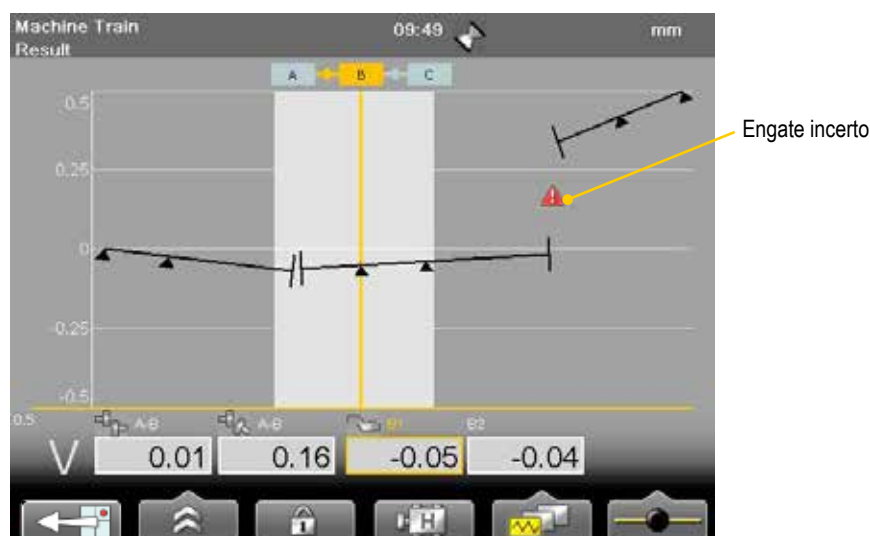 Machine Train 09:49 mm
Result
A B C
0.5
0.25
Engate incerto
0
-0.25
-0.5
0.5 A-B A-B B1 B2
V 0.01 0.16 -0.05 -0.04
1 H